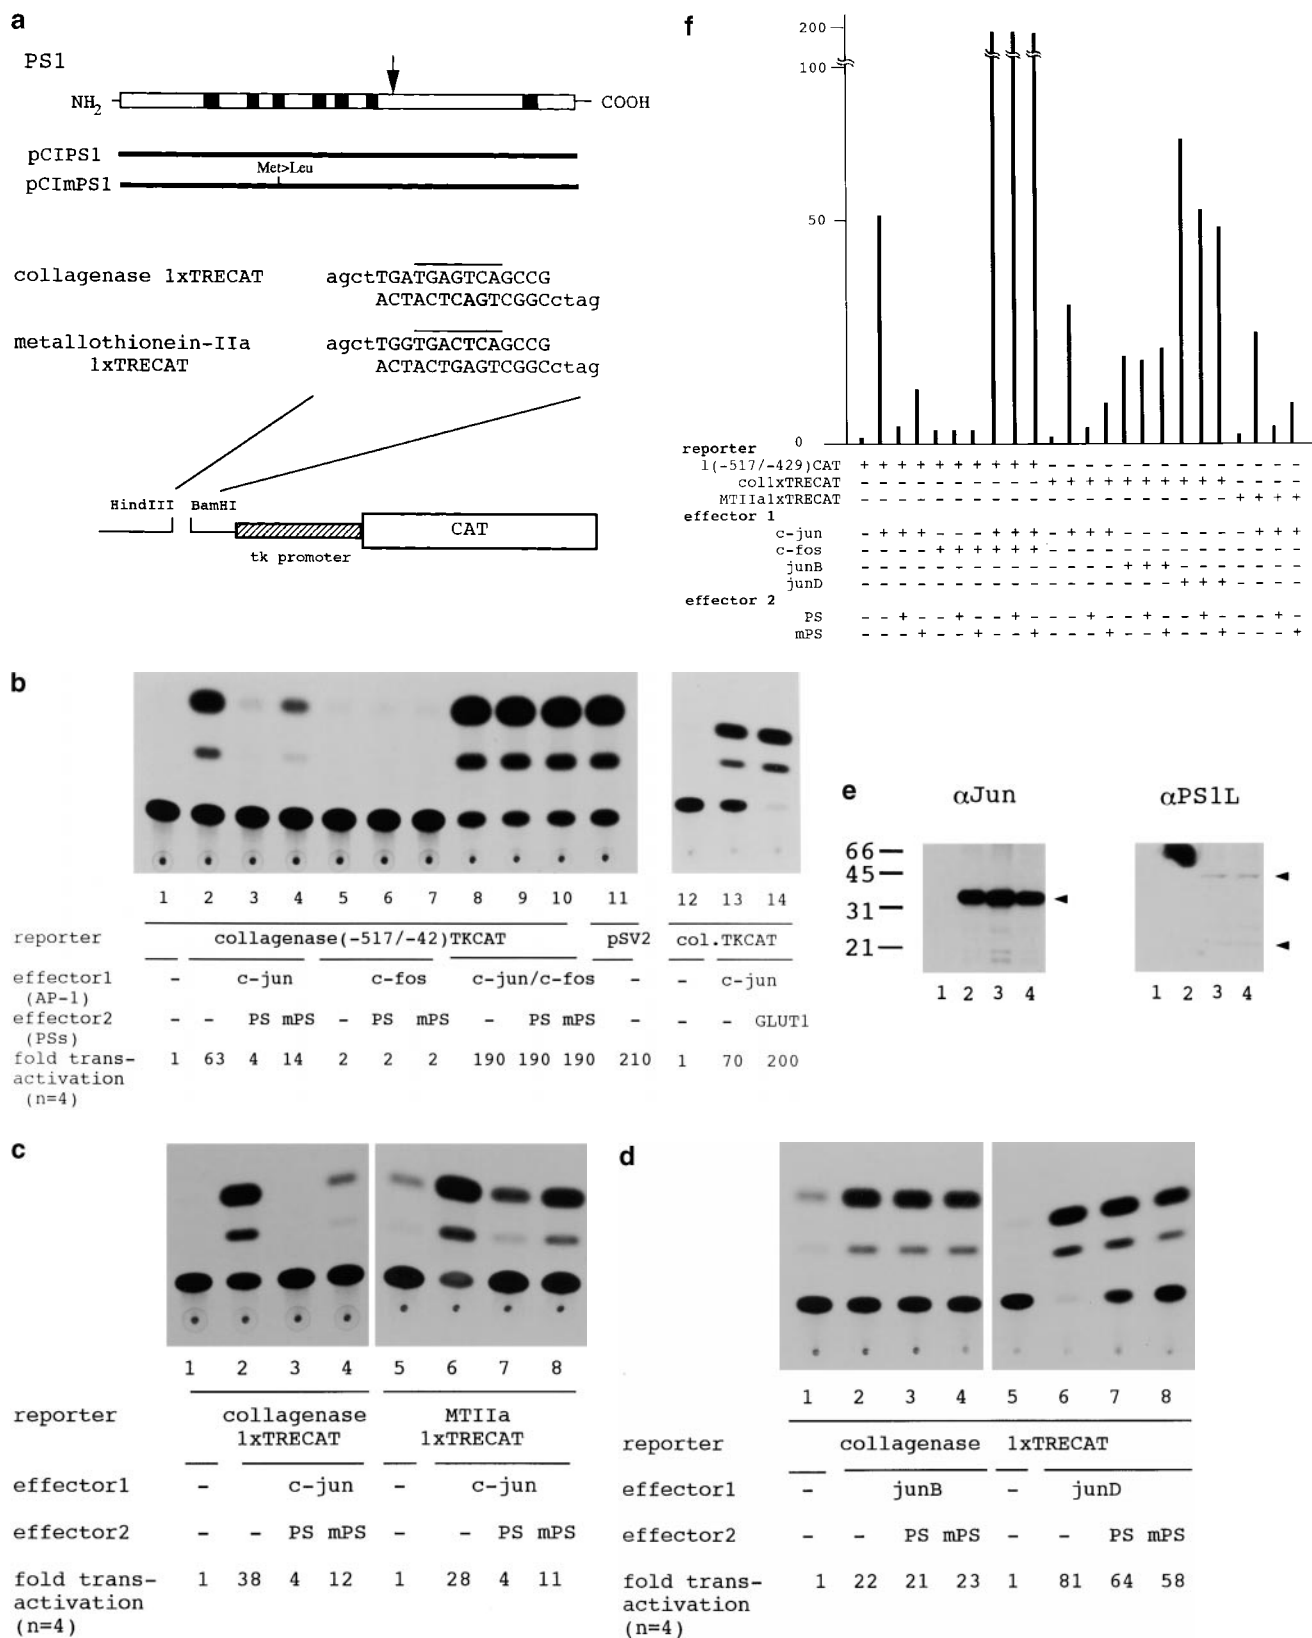 a
PS1
NH2 COOH
pCIPS1
Met>Leu
pCImPS1
collagenase 1xTRECAT agctTGATGAGTCAGCCG
ACTACTCAGTCGGCctag
metallothionein-IIa agctTGGTGACTCAGCCG
1xTRECAT ACTACTGAGTCGGCctag
HindIII BamHI
CAT
tk promoter
f
200
100
50
0
reporter
1(-517/-429)CAT + + + + + + + + + + - - - - - - - - - - - - - -
col1xTRECAT - - - - - - - - - - + + + + + + + + + + - - - -
MTIIa1xTRECAT - - - - - - - - - - - - - - - - - - - - + + + +
effector 1
c-jun - + + + - - - + + + - + + + - - - - - - - + + +
c-fos - - - - + + + + + + - - - - - - - - - - - - - -
junB - - - - - - - - - - - - - - + + + - - - - - - -
junD - - - - - - - - - - - - - - - - - + + + - - - -
effector 2
PS - - + - - + - - + - - - + - - + - - + - - - + -
mPS - - - + - - + - - + - - - + - - + - - + - - - +
b
1 2 3 4 5 6 7 8 9 10 11 12 13 14
reporter collagenase(-517/-42)TKCAT pSV2 col.TKCAT
effector1 - c-jun c-fos c-jun/c-fos - - c-jun
(AP-1)
effector2 - - PS mPS - PS mPS - PS mPS - - - GLUT1
(PSs)
fold trans- 1 63 4 14 2 2 2 190 190 190 210 1 70 200
activation
(n=4)
e
αJun αPS1L
66
45
31
21
1 2 3 4 1 2 3 4
c
1 2 3 4 5 6 7 8
reporter collagenase MTIIa
1xTRECAT 1xTRECAT
effector1 - c-jun - c-jun
effector2 - - PS mPS - - PS mPS
fold trans- 1 38 4 12 1 28 4 11
activation
(n=4)
d
1 2 3 4 5 6 7 8
reporter collagenase 1xTRECAT
effector1 - junB - junD
effector2 - - PS mPS - - PS mPS
fold trans- 1 22 21 23 1 81 64 58
activation
(n=4)